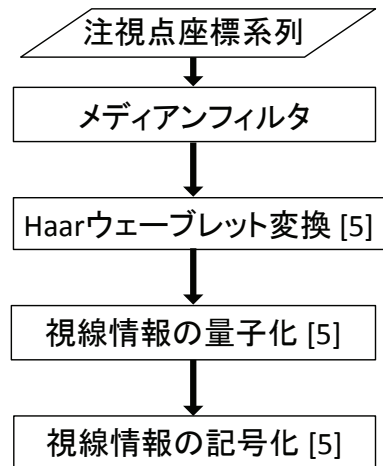 注視点座標系列
メディアンフィルタ
Haarウェーブレット変換 [5]
視線情報の量子化 [5]
視線情報の記号化 [5]